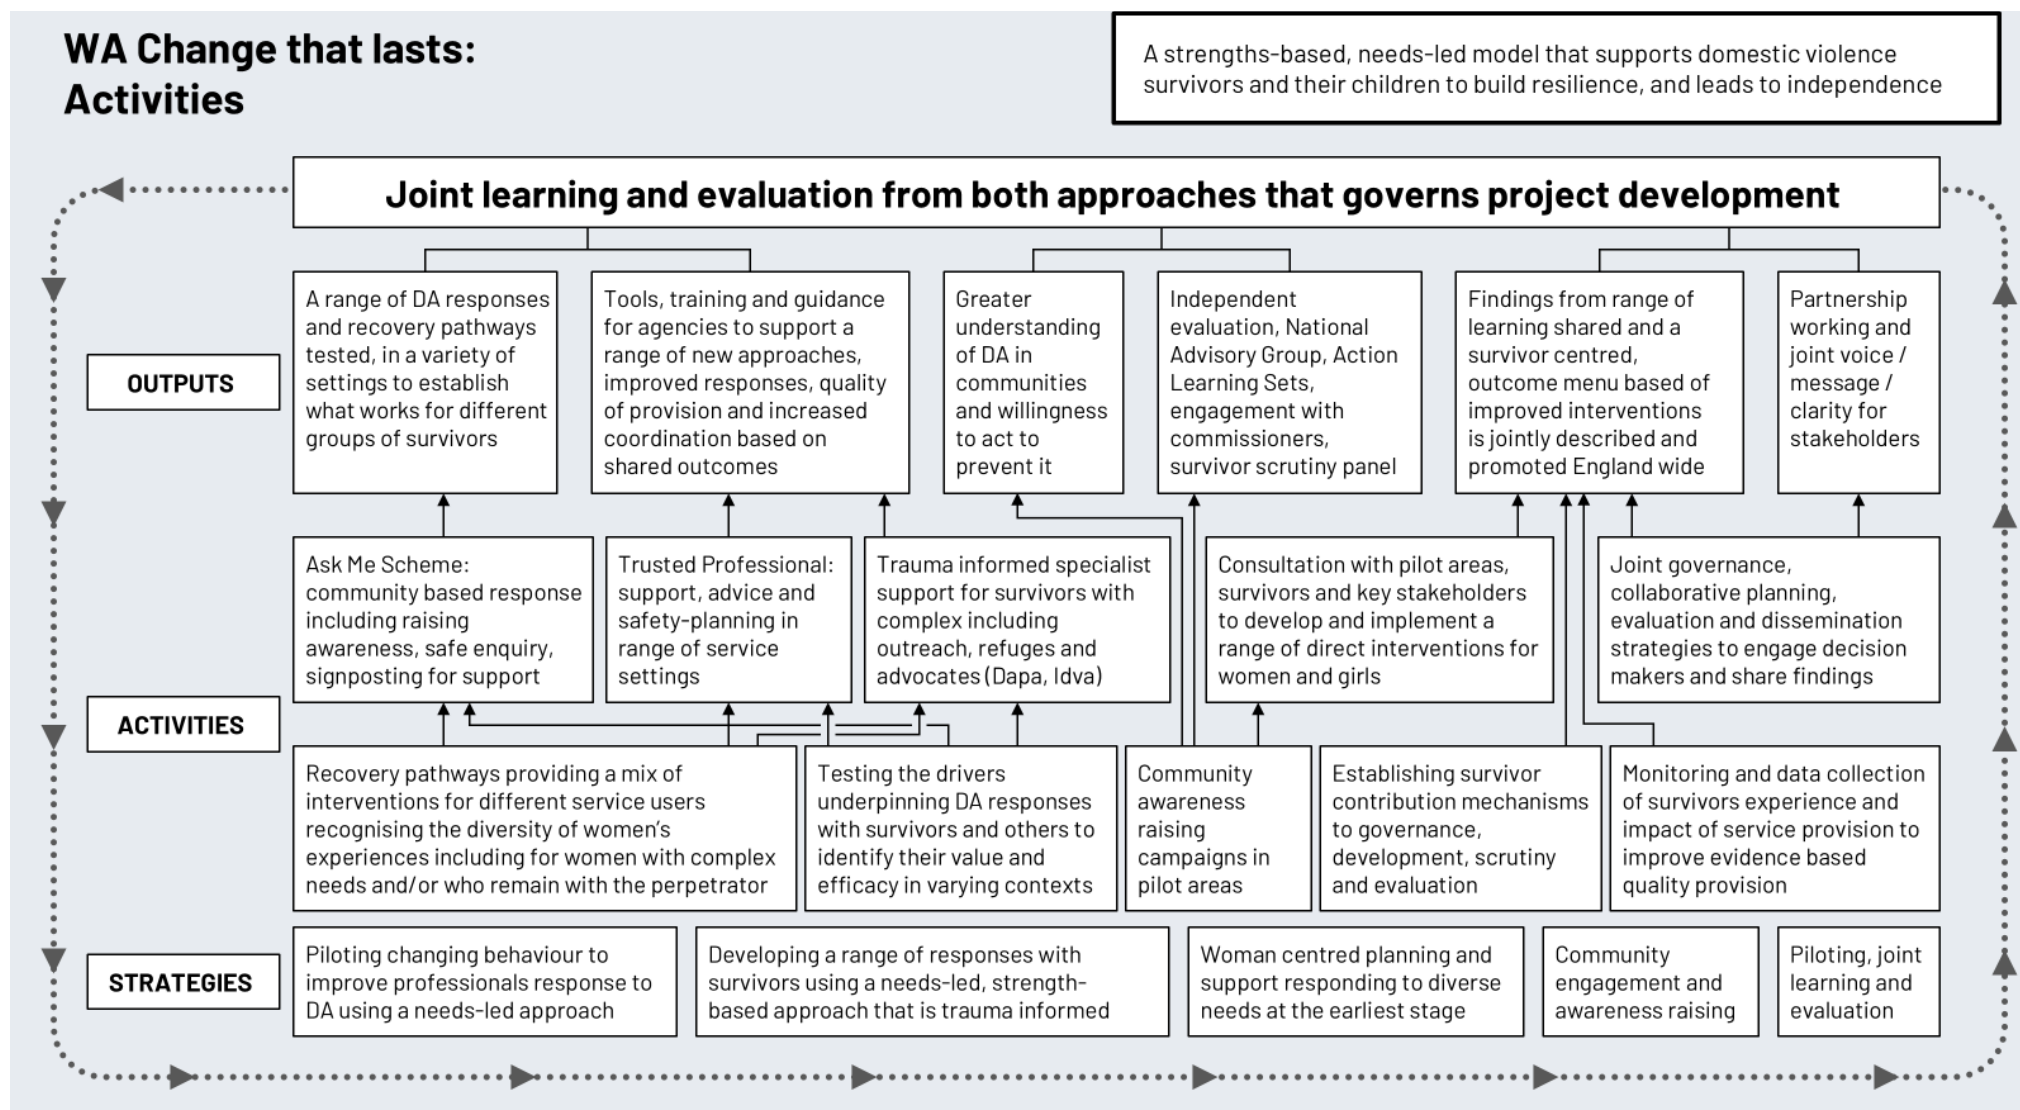 WA Change that lasts:
Activities
A strengths-based, needs-led model that supports domestic violence
survivors and their children to build resilience, and leads to independence
Joint learning and evaluation from both approaches that governs project development
OUTPUTS
A range of DA responses
and recovery pathways
tested, in a variety of
settings to establish
what works for different
groups of survivors
Tools, training and guidance
for agencies to support a
range of new approaches,
improved responses, quality
of provision and increased
coordination based on
shared outcomes
Greater
understanding
of DA in
communities
and willingness
to act to
prevent it
Independent
evaluation, National
Advisory Group, Action
Learning Sets,
engagement with
commissioners,
survivor scrutiny panel
Findings from range of
learning shared and a
survivor centred,
outcome menu based of
improved interventions
is jointly described and
promoted England wide
Partnership
working and
joint voice /
message /
clarity for
stakeholders
ACTIVITIES
Ask Me Scheme:
community based response
including raising
awareness, safe enquiry,
signposting for support
Trusted Professional:
support, advice and
safety-planning in
range of service
settings
Trauma informed specialist
support for survivors with
complex including
outreach, refuges and
advocates (Dapa, Idva)
Consultation with pilot areas,
survivors and key stakeholders
to develop and implement a
range of direct interventions for
women and girls
Joint governance,
collaborative planning,
evaluation and dissemination
strategies to engage decision
makers and share findings
Recovery pathways providing a mix of
interventions for different service users
recognising the diversity of women's
experiences including for women with complex
needs and/or who remain with the perpetrator
Testing the drivers
underpinning DA responses
with survivors and others to
identify their value and
efficacy in varying contexts
Community
awareness
raising
campaigns in
pilot areas
Establishing survivor
contribution mechanisms
to governance,
development, scrutiny
and evaluation
Monitoring and data collection
of survivors experience and
impact of service provision to
improve evidence based
quality provision
STRATEGIES
Piloting changing behaviour to
improve professionals response to
DA using a needs-led approach
Developing a range of responses with
survivors using a needs-led, strength-
based approach that is trauma informed
Woman centred planning and
support responding to diverse
needs at the earliest stage
Community
engagement and
awareness raising
Piloting, joint
learning and
evaluation